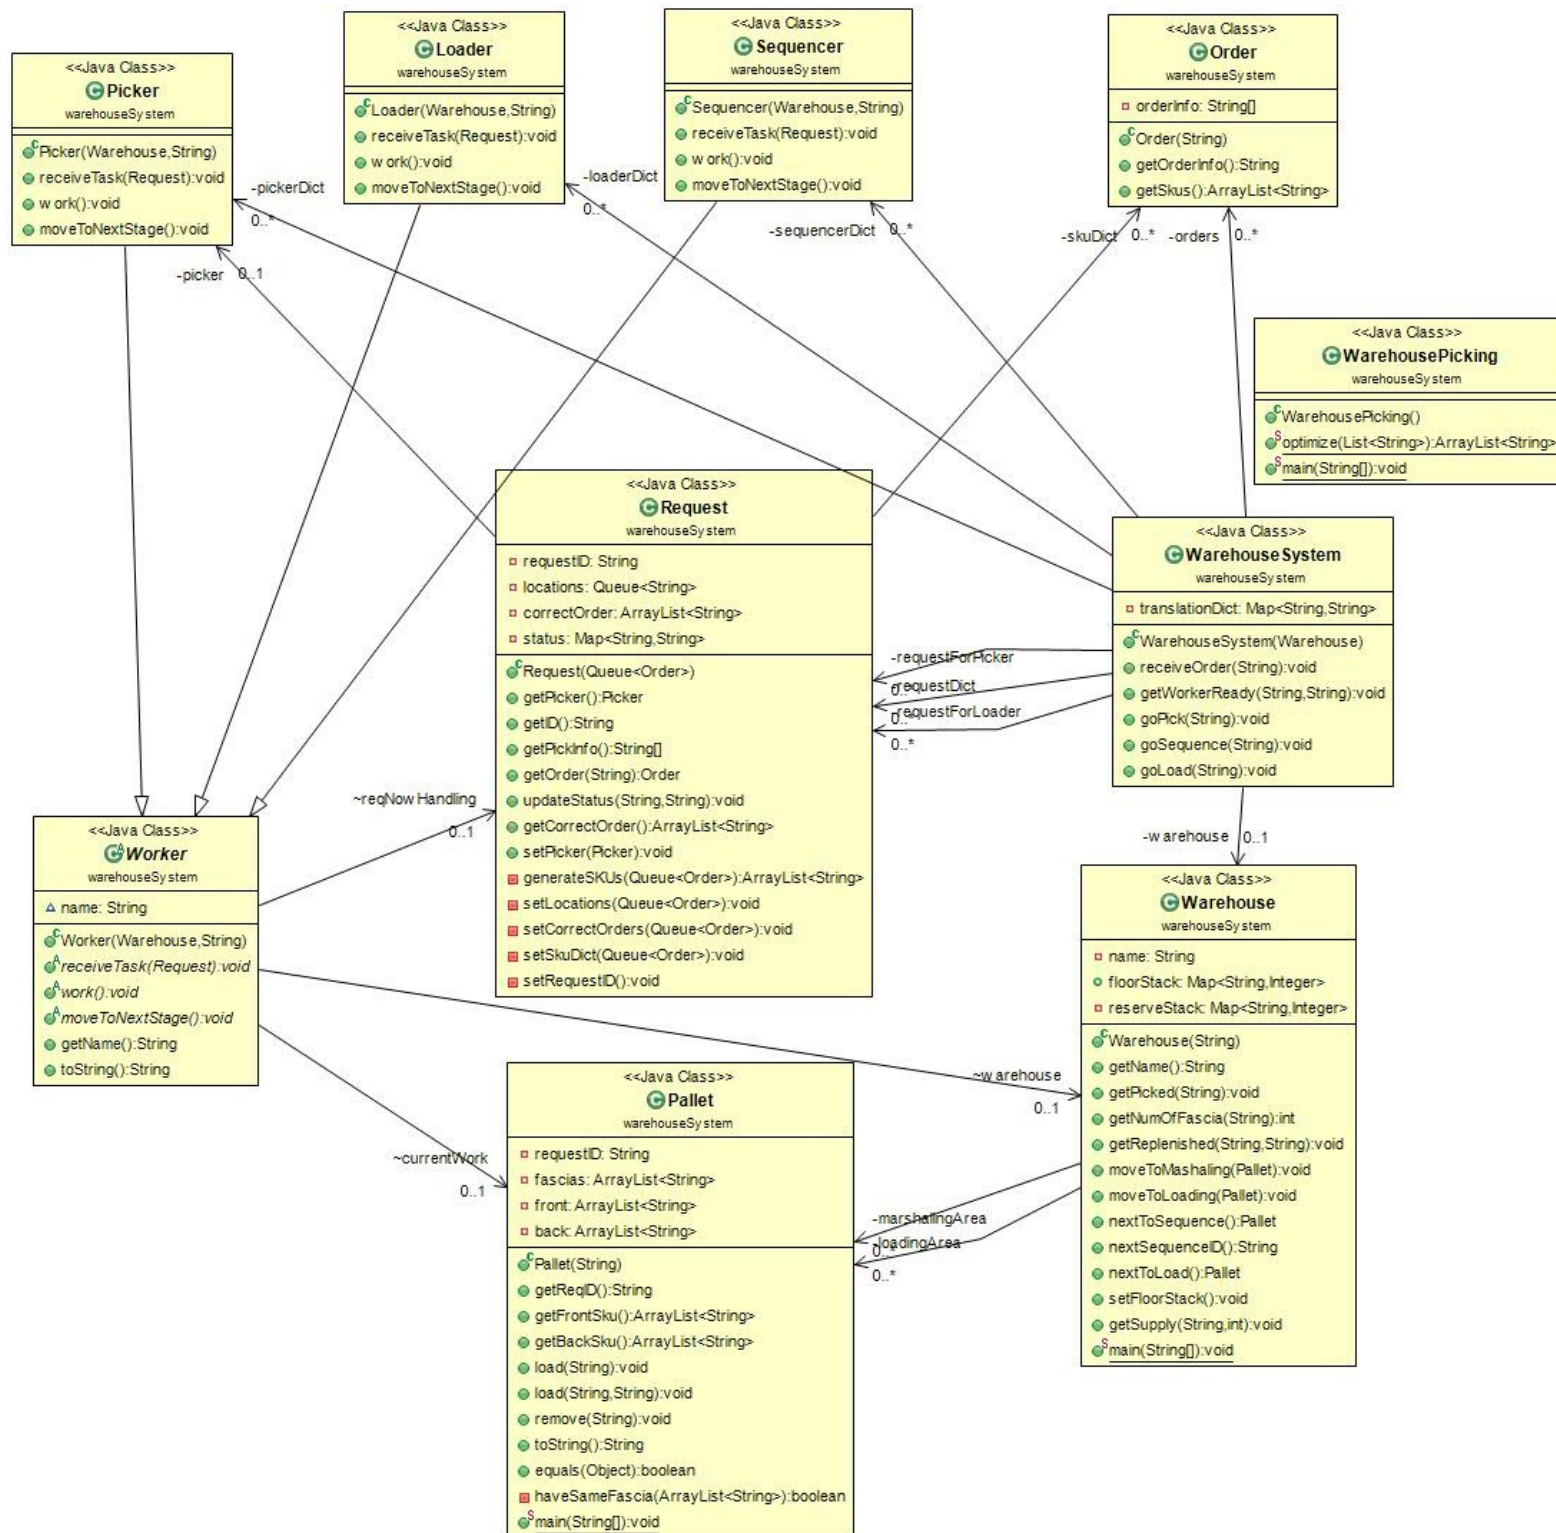 <<Java Class>>
Picker
warehouseSystem
Picker(Warehouse,String)
receiveTask(Request):void
work():void
moveToNextStage():void
<<Java Class>>
Loader
warehouseSystem
Loader(Warehouse,String)
receiveTask(Request):void
work():void
moveToNextStage():void
<<Java Class>>
Sequencer
warehouseSystem
Sequencer(Warehouse,String)
receiveTask(Request):void
work():void
moveToNextStage():void
<<Java Class>>
Order
warehouseSystem
orderInfo: String[]
Order(String)
getOrderInfo():String
getSkus():ArrayList<String>
-pickerDict
0..*
-picker
0..1
-loaderDict
0..*
-sequencerDict
0..*
-skuDict
0..*
-orders
0..*
<<Java Class>>
WarehousePicking
warehouseSystem
WarehousePicking()
optimize(List<String>):ArrayList<String>
main(String[]):void
<<Java Class>>
Request
warehouseSystem
requestID: String
locations: Queue<String>
correctOrder: ArrayList<String>
status: Map<String,String>
Request(Queue<Order>)
getPicker():Picker
getID():String
getPickInfo():String[]
getOrder(String):Order
updateStatus(String,String):void
getCorrectOrder():ArrayList<String>
setPicker(Picker):void
generateSKUs(Queue<Order>):ArrayList<String>
setLocations(Queue<Order>):void
setCorrectOrders(Queue<Order>):void
setSkuDict(Queue<Order>):void
setRequestID():void
<<Java Class>>
WarehouseSystem
warehouseSystem
translationDict: Map<String,String>
WarehouseSystem(Warehouse)
receiveOrder(String):void
getWorkerReady(String,String):void
goPick(String):void
goSequence(String):void
goLoad(String):void
-requestForPicker
0..*
-requestDict
0..*
-requestForLoader
0..*
-warehouse
0..1
<<Java Class>>
Worker
warehouseSystem
name: String
Worker(Warehouse,String)
receiveTask(Request):void
work():void
moveToNextStage():void
getName():String
toString():String
~reqNowHandling
0..1
~warehouse
0..1
~currentWork
0..1
<<Java Class>>
Warehouse
warehouseSystem
name: String
floorStack: Map<String,Integer>
reserveStack: Map<String,Integer>
Warehouse(String)
getName():String
getPicked(String):void
getNumOfFascia(String):int
getReplenished(String,String):void
moveToMashaling(Pallet):void
moveToLoading(Pallet):void
nextToSequence():Pallet
nextSequenceID():String
nextToLoad():Pallet
setFloorStack():void
getSupply(String,int):void
main(String[]):void
-marshalingArea
0..*
-loadingArea
0..*
<<Java Class>>
Pallet
warehouseSystem
requestID: String
fascias: ArrayList<String>
front: ArrayList<String>
back: ArrayList<String>
Pallet(String)
getReqID():String
getFrontSku():ArrayList<String>
getBackSku():ArrayList<String>
load(String):void
load(String,String):void
remove(String):void
toString():String
equals(Object):boolean
haveSameFascia(ArrayList<String>):boolean
main(String[]):void